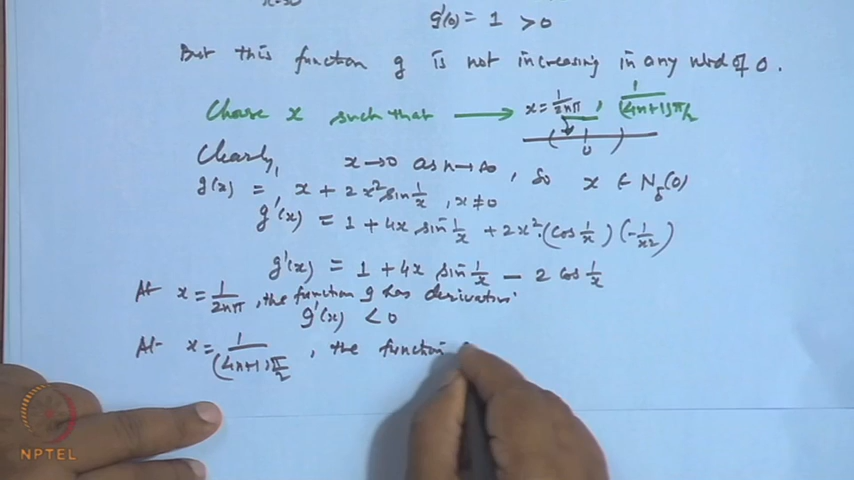 x→0
g'(0) = 1 > 0
But this function g is not increasing in any nbd of 0.
Choose x such that → x = 1/2nπ, 1/(4n+1)π/2
0
Clearly, x → 0 as n → ∞, So x ∈ N_δ(0)
g(x) = x + 2x² sin 1/x, x ≠ 0
g'(x) = 1 + 4x sin 1/x + 2x².(cos 1/x)(-1/x²)
g'(x) = 1 + 4x sin 1/x - 2 cos 1/x
At x = 1/2nπ, the function g has derivative
g'(x) < 0
At x = 1/(4n+1)π/2, the function
NPTEL